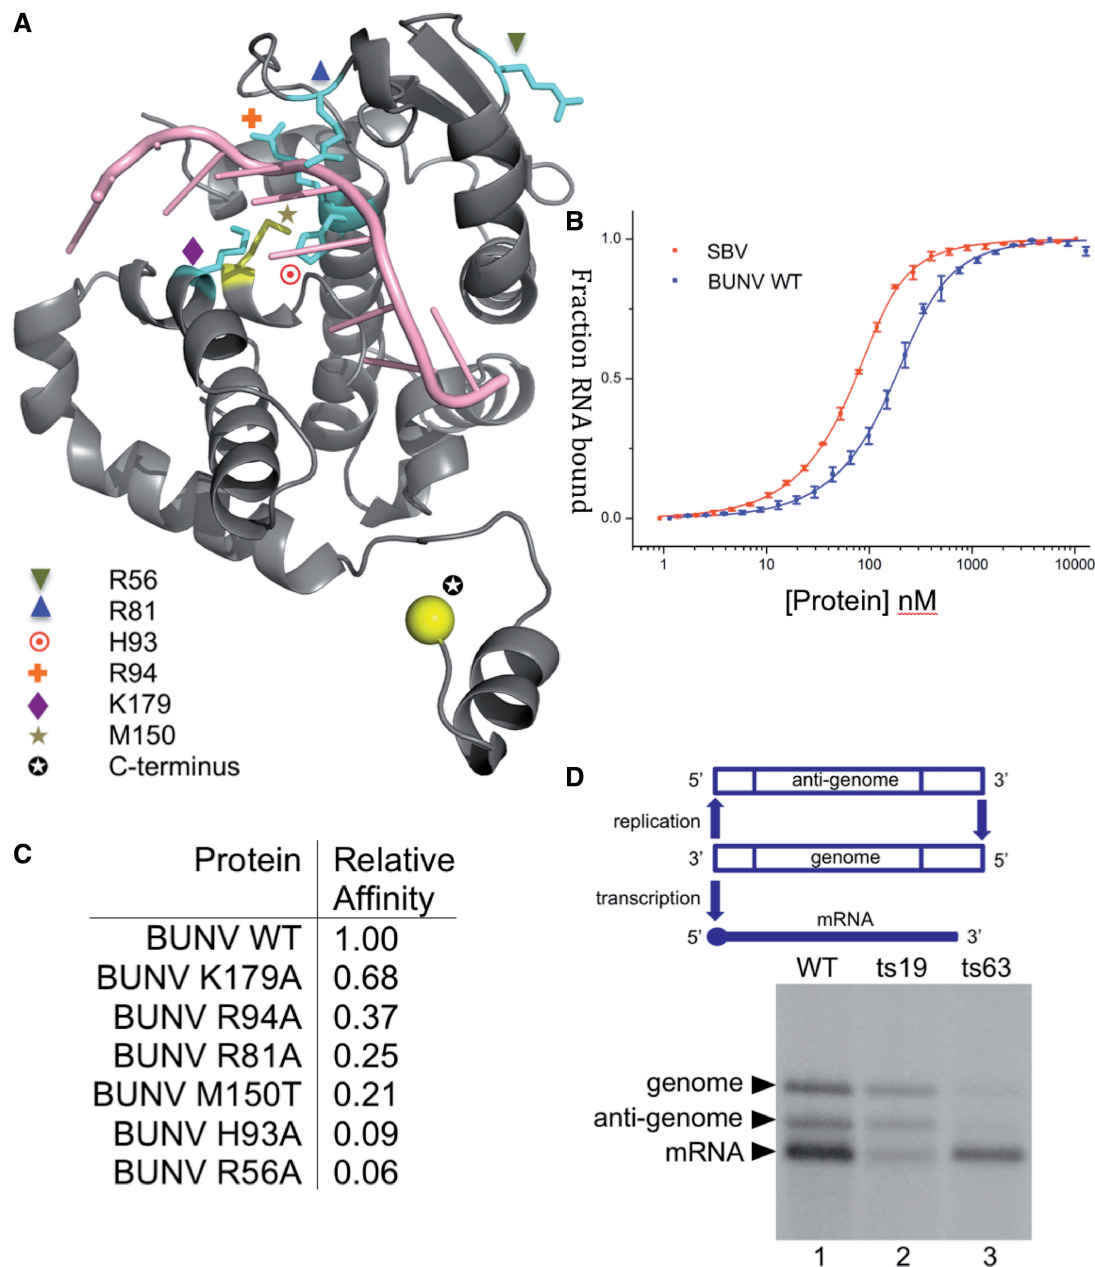 A
R56
R81
H93
R94
K179
M150
C-terminus
B
SBV
BUNV WT
Fraction RNA bound
1.0
0.5
0.0
1 10 100 1000 10000
[Protein] nM
C
Protein Relative Affinity
BUNV WT 1.00
BUNV K179A 0.68
BUNV R94A 0.37
BUNV R81A 0.25
BUNV M150T 0.21
BUNV H93A 0.09
BUNV R56A 0.06
D
5' anti-genome 3'
replication
3' genome 5'
transcription
mRNA
5' 3'
WT ts19 ts63
genome
anti-genome
mRNA
1 2 3